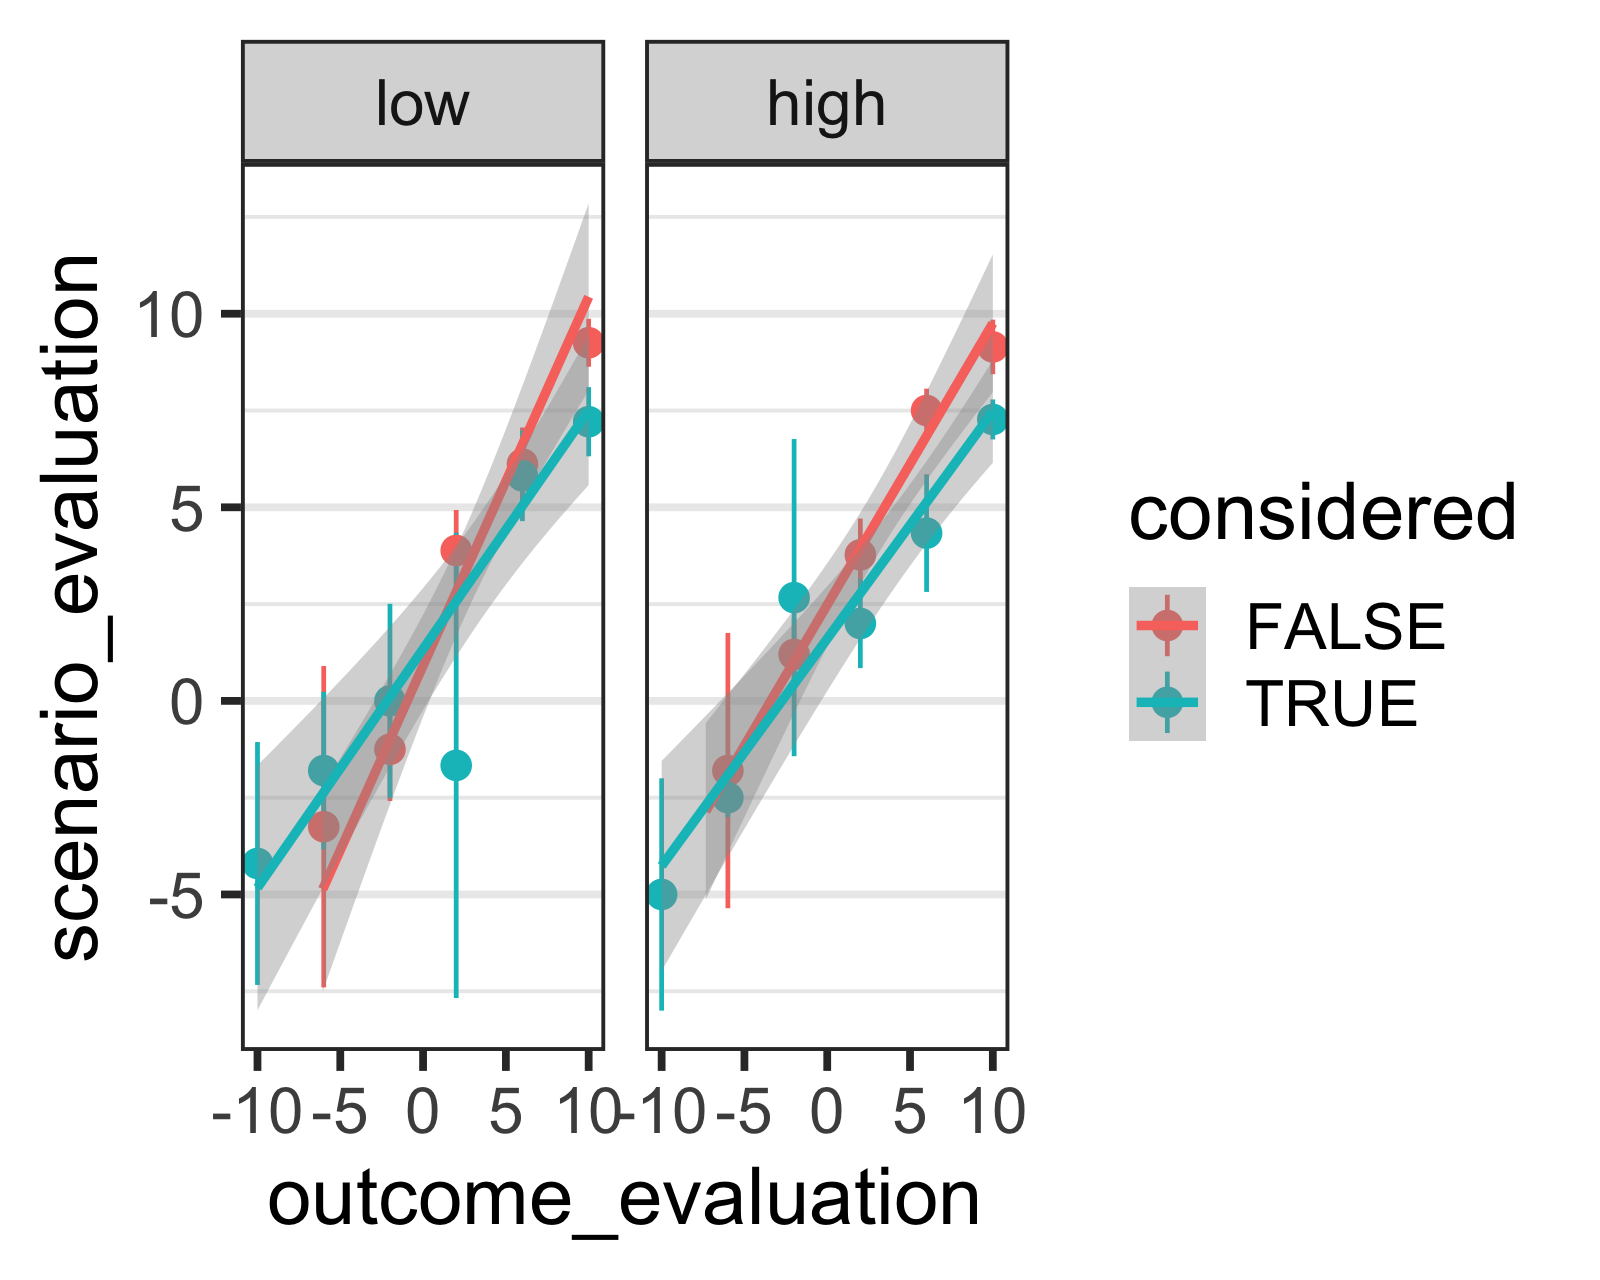 low high
scenario_evaluation
10
5
0
-5
-10 -5 0 5 10 -10 -5 0 5 10
outcome_evaluation
considered
FALSE
TRUE